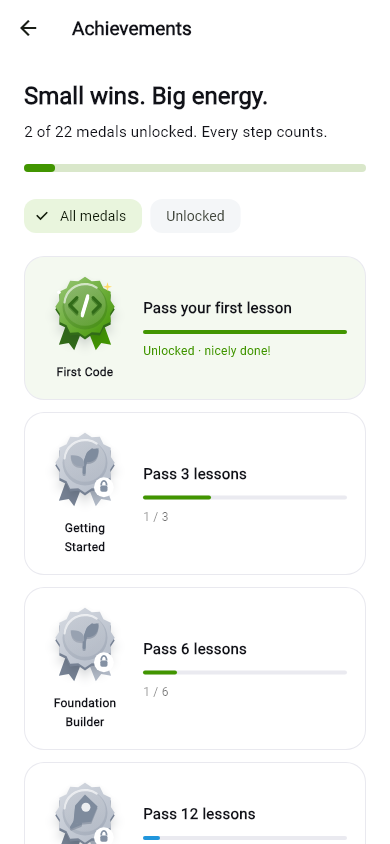 Achievements
Small wins. Big energy.
2 of 22 medals unlocked. Every step counts.
All medals
Unlocked
Pass your first lesson
Unlocked · nicely done!
First Code
Pass 3 lessons
1 / 3
Getting
Started
Pass 6 lessons
1 / 6
Foundation
Builder
Pass 12 lessons